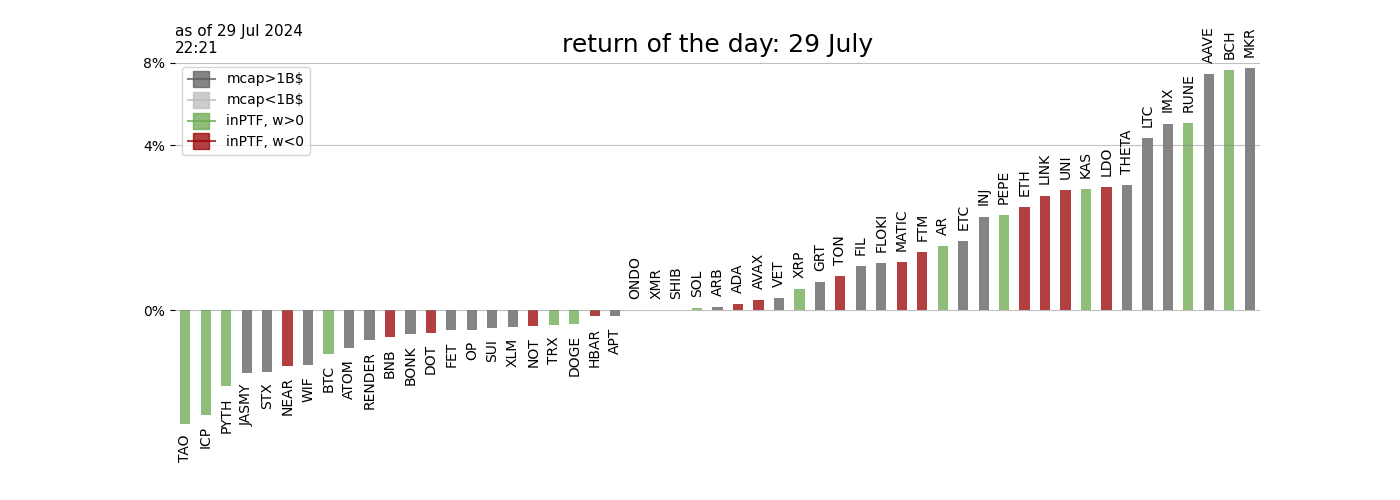 as of 29 Jul 2024
22:21
return of the day: 29 July
8%
4%
0%
mcap>1B$
mcap<1B$
inPTF, w>0
inPTF, w<0
TAO
ICP
PYTH
JASMY
STX
NEAR
WIF
BTC
ATOM
RENDER
BNB
BONK
DOT
FET
OP
SUI
XLM
NOT
TRX
DOGE
HBAR
APT
ONDO
XMR
SHIB
SOL
ARB
ADA
AVAX
VET
XRP
GRT
TON
FIL
FLOKI
MATIC
FTM
AR
ETC
INJ
PEPE
ETH
LINK
UNI
KAS
LDO
THETA
LTC
IMX
RUNE
AAVE
BCH
MKR